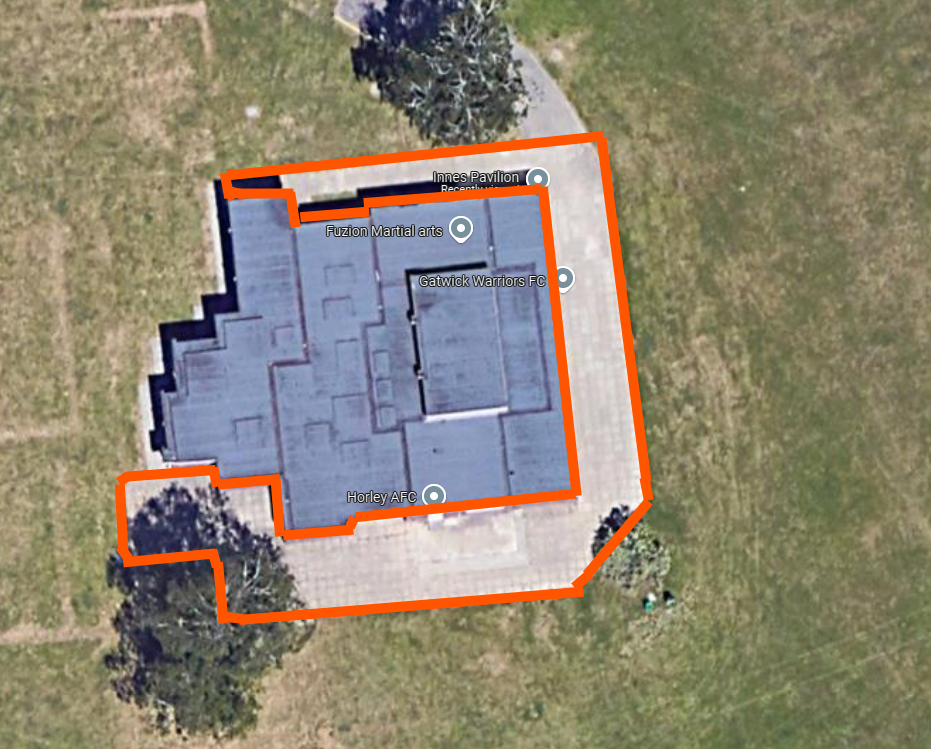 Innes Pavilion
Fuzion Martial arts
Gatwick Warriors FC
Horley AFC